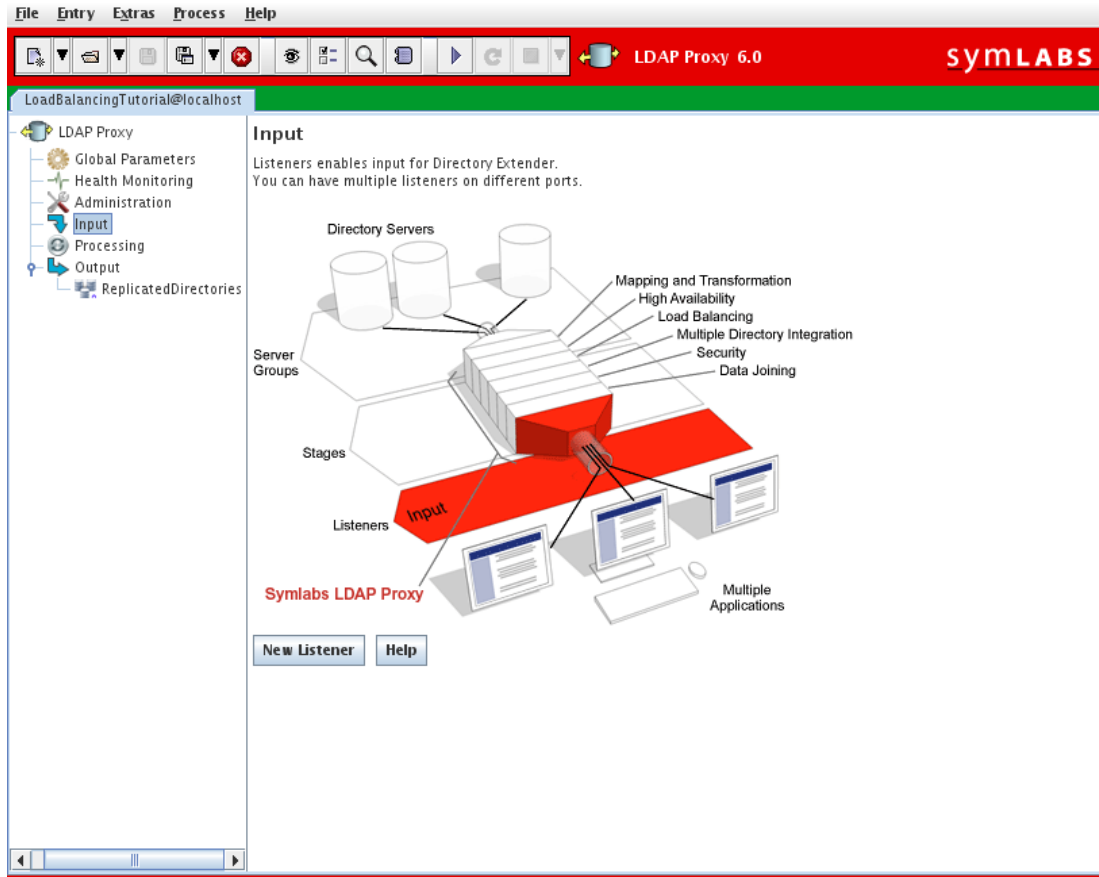 File Entry Extras Process Help
LDAP Proxy 6.0
symLABS
LoadBalancingTutorial@localhost
LDAP Proxy
Global Parameters
Health Monitoring
Administration
Input
Processing
Output
ReplicatedDirectories
Input
Listeners enables input for Directory Extender.
You can have multiple listeners on different ports.
Directory Servers
Mapping and Transformation
High Availability
Load Balancing
Multiple Directory Integration
Security
Data Joining
Server
Groups
Stages
Listeners
Input
Symlabs LDAP Proxy
Multiple
Applications
New Listener
Help